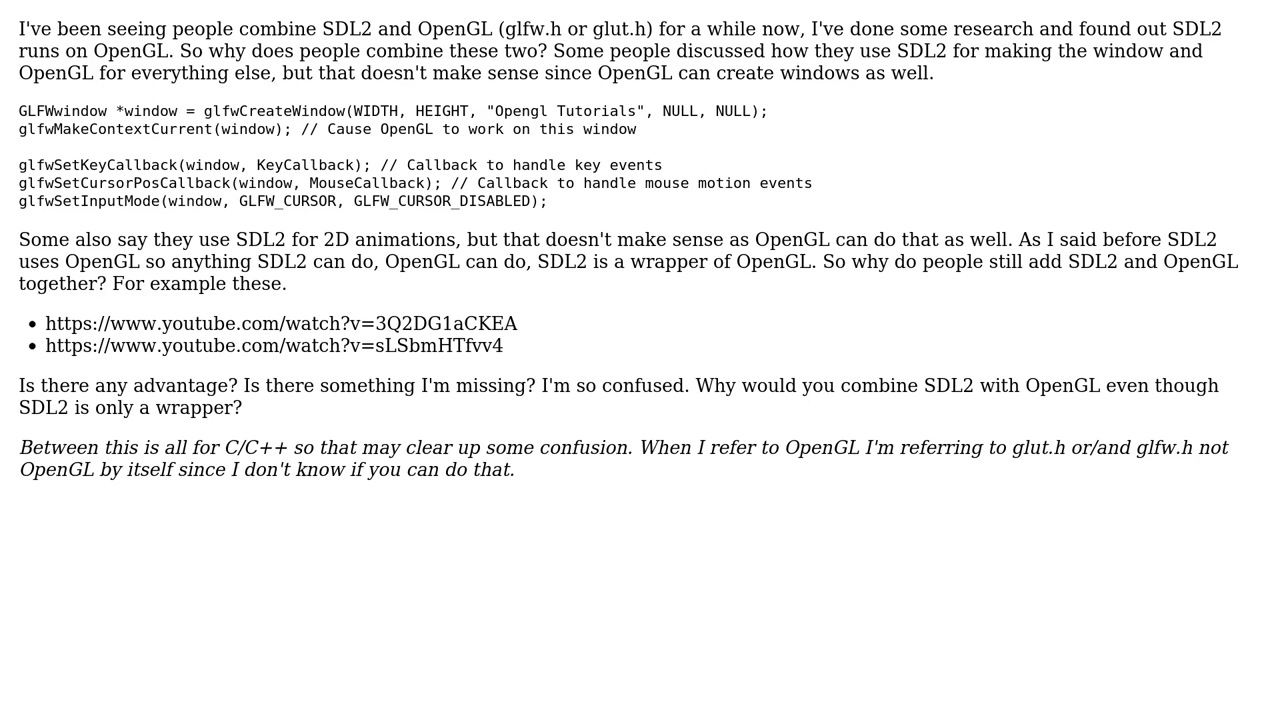 I've been seeing people combine SDL2 and OpenGL (glfw.h or glut.h) for a while now, I've done some research and found out SDL2
runs on OpenGL. So why does people combine these two? Some people discussed how they use SDL2 for making the window and
OpenGL for everything else, but that doesn't make sense since OpenGL can create windows as well.
GLFWwindow *window = glfwCreateWindow(WIDTH, HEIGHT, "Opengl Tutorials", NULL, NULL);
glfwMakeContextCurrent(window); // Cause OpenGL to work on this window
glfwSetKeyCallback(window, KeyCallback); // Callback to handle key events
glfwSetCursorPosCallback(window, MouseCallback); // Callback to handle mouse motion events
glfwSetInputMode(window, GLFW_CURSOR, GLFW_CURSOR_DISABLED);
Some also say they use SDL2 for 2D animations, but that doesn't make sense as OpenGL can do that as well. As I said before SDL2
uses OpenGL so anything SDL2 can do, OpenGL can do, SDL2 is a wrapper of OpenGL. So why do people still add SDL2 and OpenGL
together? For example these.
• https://www.youtube.com/watch?v=3Q2DG1aCKEA
• https://www.youtube.com/watch?v=sLSbmHTfvv4
Is there any advantage? Is there something I'm missing? I'm so confused. Why would you combine SDL2 with OpenGL even though
SDL2 is only a wrapper?
Between this is all for C/C++ so that may clear up some confusion. When I refer to OpenGL I'm referring to glut.h or/and glfw.h not
OpenGL by itself since I don't know if you can do that.